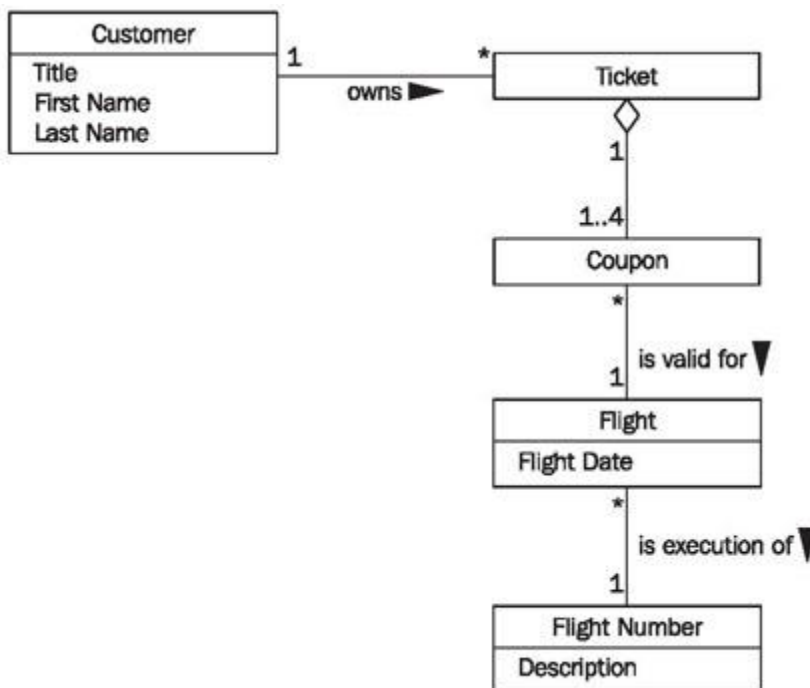 Customer
Title
First Name
Last Name
1
*
owns
Ticket
1
1..4
Coupon
*
is valid for
1
Flight
Flight Date
*
is execution of
1
Flight Number
Description